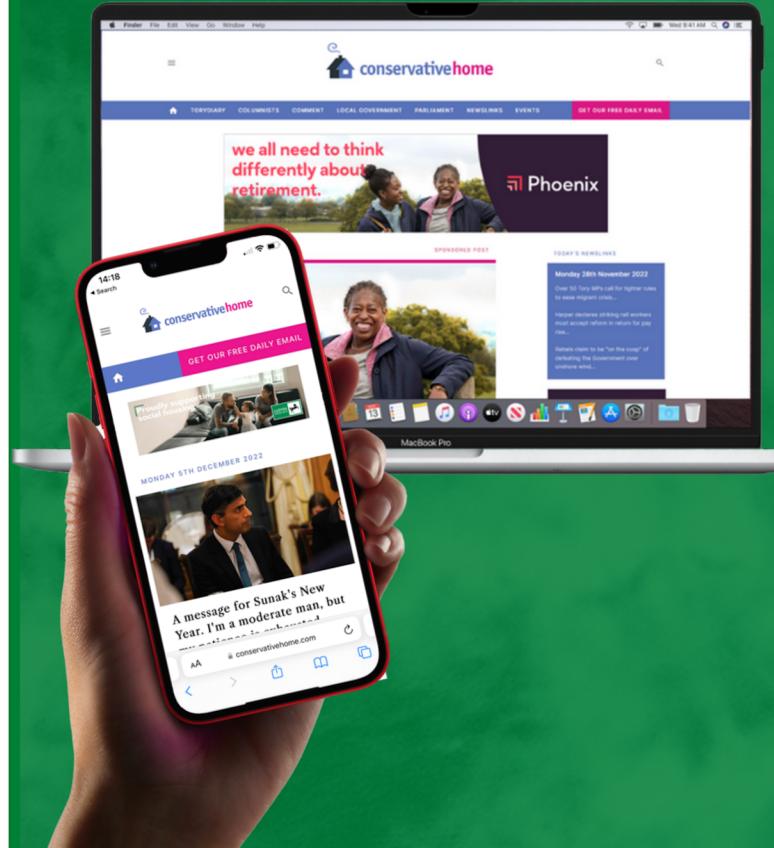 Finder File Edit View Go Window Help
Wed 9:41 AM
conservativehome
TORYDIARY COLUMNISTS COMMENT LOCAL GOVERNMENT PARLIAMENT NEWSLINKS EVENTS GET OUR FREE DAILY EMAIL
we all need to think
differently about
retirement.
Phoenix
SPONSORED POST
TODAY'S NEWSLINKS
Monday 28th November 2022
Over 50 Tory MPs call for tighter rules
to ease migrant crisis...
Harper declares striking rail workers
must accept reform in return for pay
rise...
Rebels claim to be "on the cusp" of
defeating the Government over
onshore wind...
13
tv
MacBook Pro
14:18
Search
conservativehome
GET OUR FREE DAILY EMAIL
Proudly supporting
social housing
MONDAY 5TH DECEMBER 2022
A message for Sunak's New
Year. I'm a moderate man, but
my patience is exhausted
AA conservativehome.com